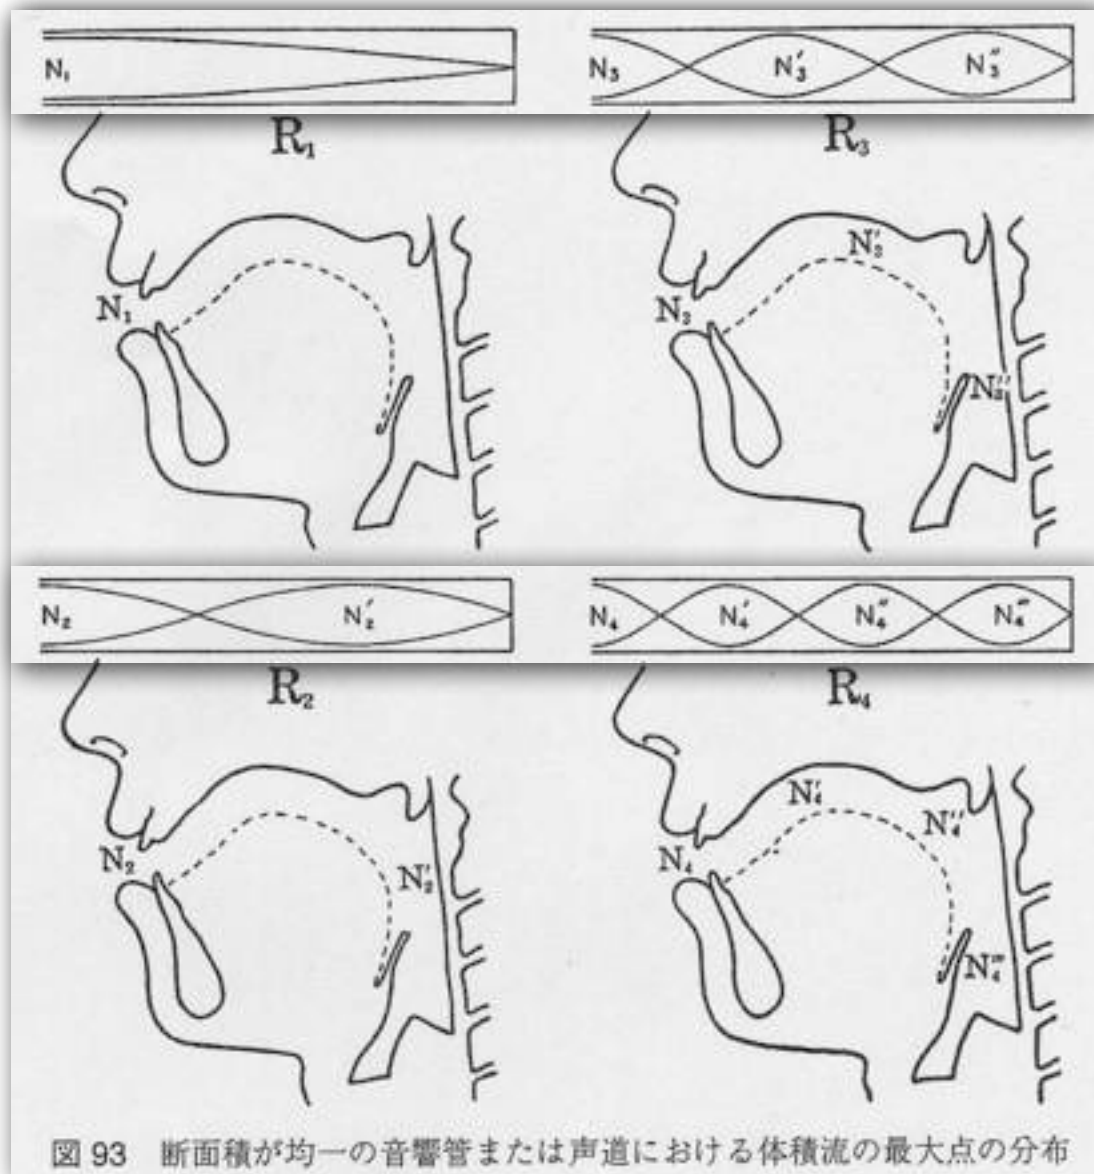 N₁
N₃ N₃′ N₃″
R₁
R₃
N₁
N₃ N₃′
N₃″
N₂ N₂′
N₄ N₄′ N₄″ N₄‴
R₂
R₄
N₂ N₂′
N₄ N₄′ N₄″
N₄‴
図 93 断面積が均一の音響管または声道における体積流の最大点の分布